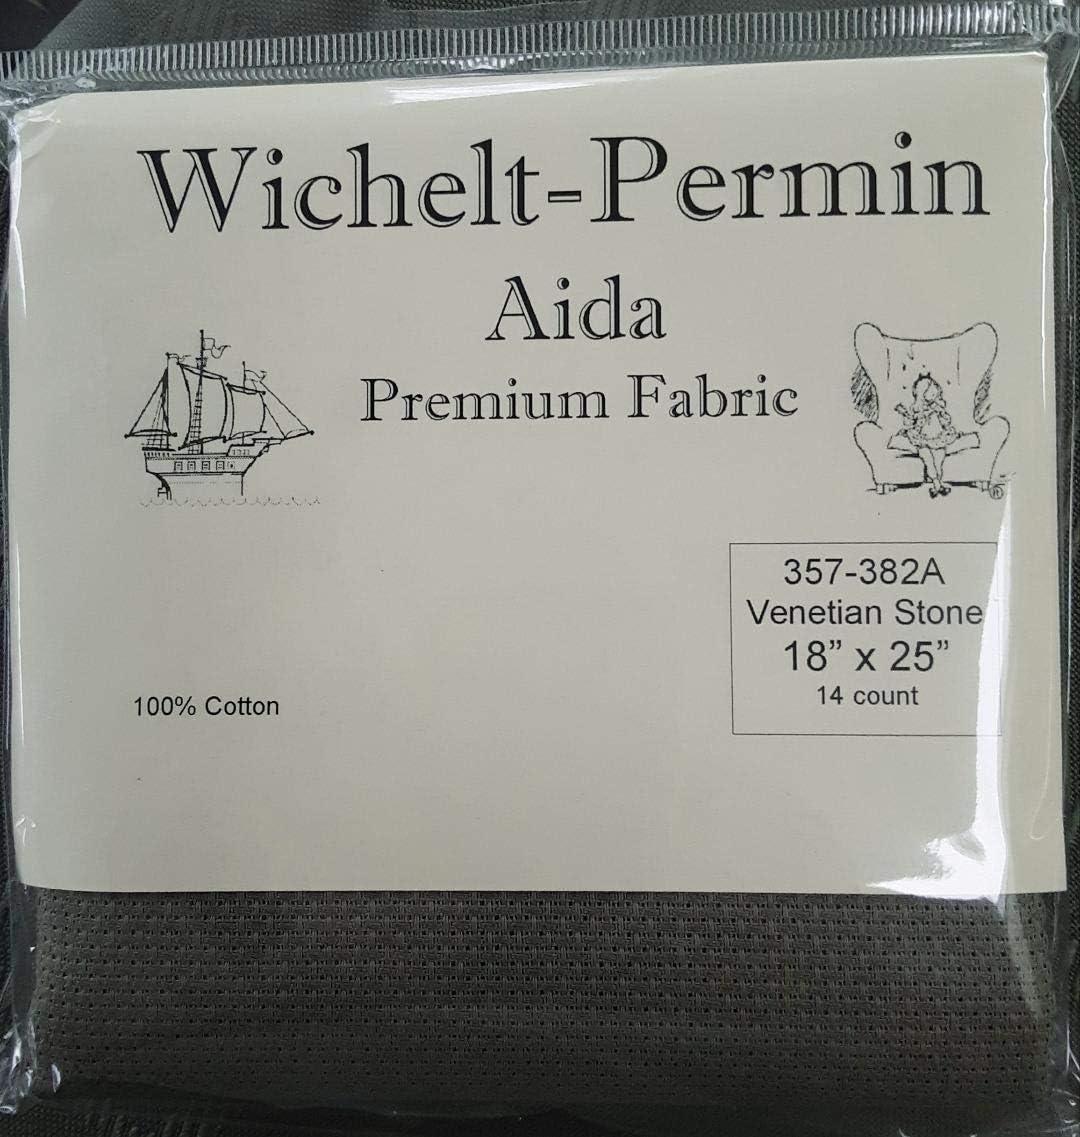 Wichelt-Permin
Aida
Premium Fabric
357-382A
Venetian Stone
18” x 25”
14 count
100% Cotton
®